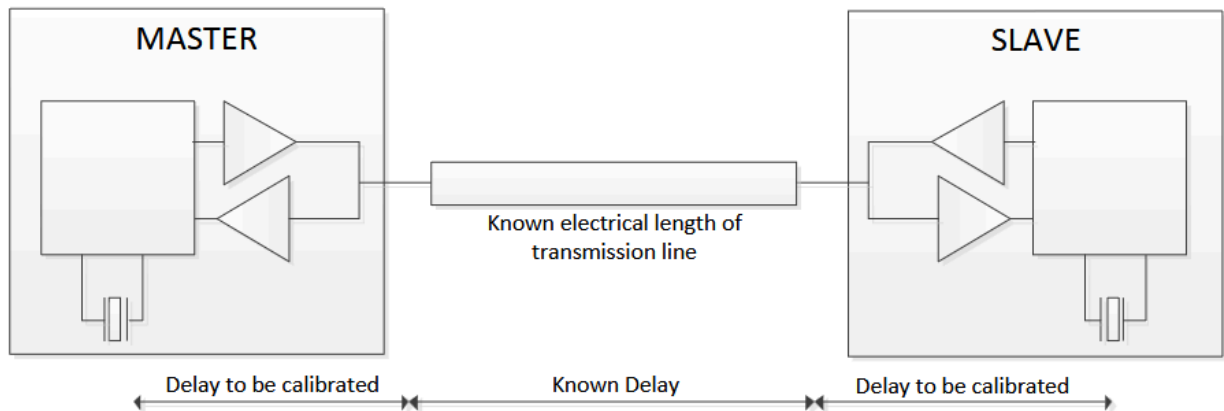 MASTER
SLAVE
Known electrical length of
transmission line
Delay to be calibrated
Known Delay
Delay to be calibrated